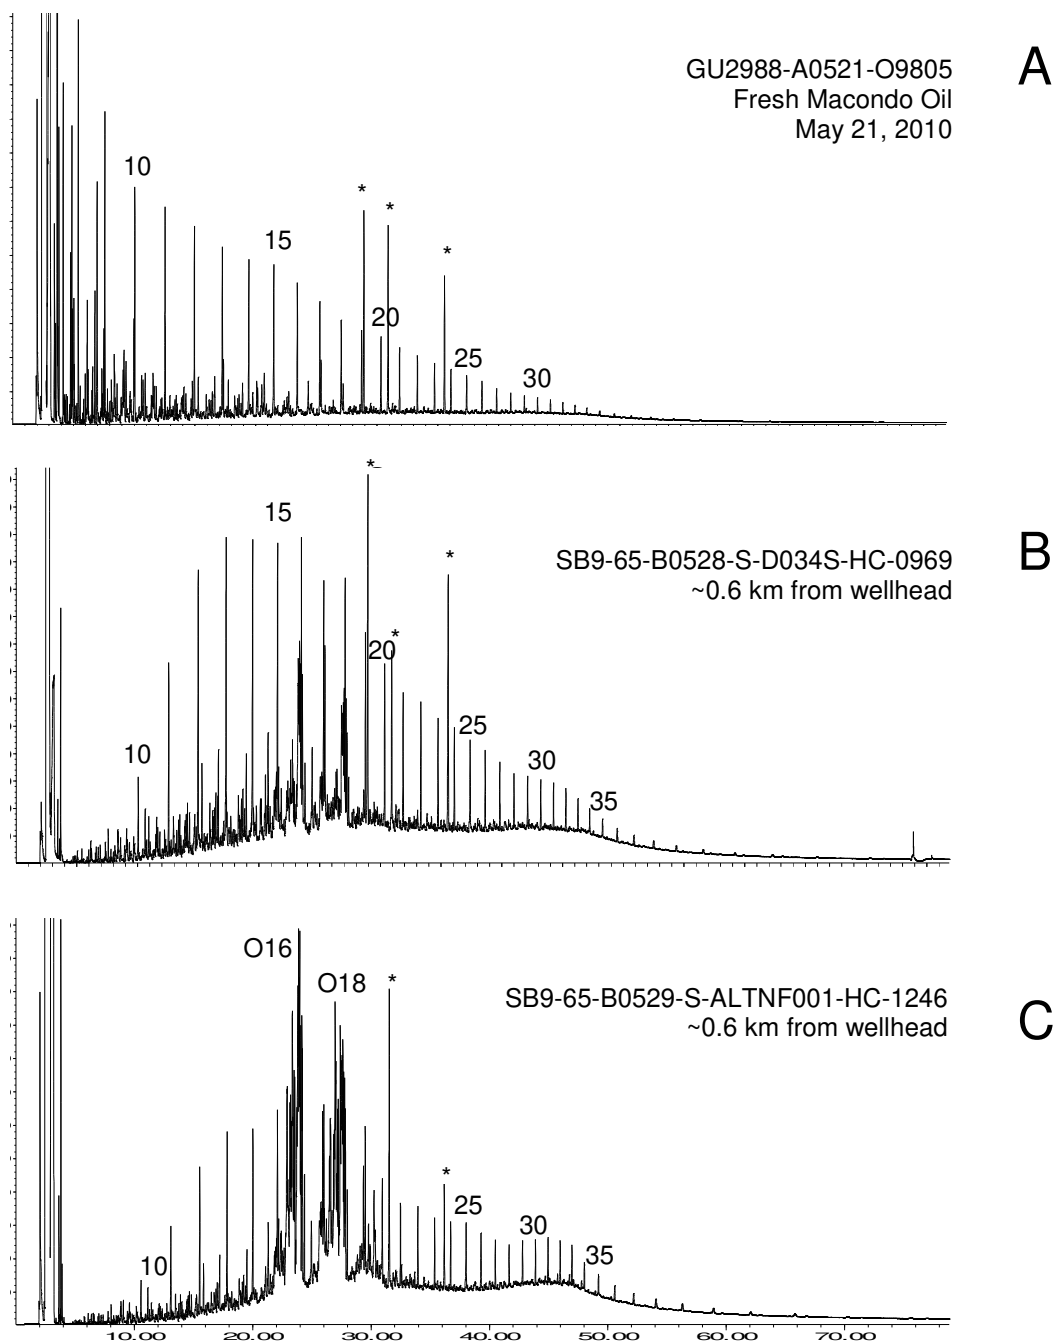 A
GU2988-A0521-O9805
Fresh Macondo Oil
May 21, 2010
10
*
*
15
*
20
25
30
B
*
15
SB9-65-B0528-S-D034S-HC-0969
~0.6 km from wellhead
*
*
20
10
25
30
35
C
O16
O18
*
SB9-65-B0529-S-ALTNF001-HC-1246
~0.6 km from wellhead
*
25
30
35
10
10.00 20.00 30.00 40.00 50.00 60.00 70.00